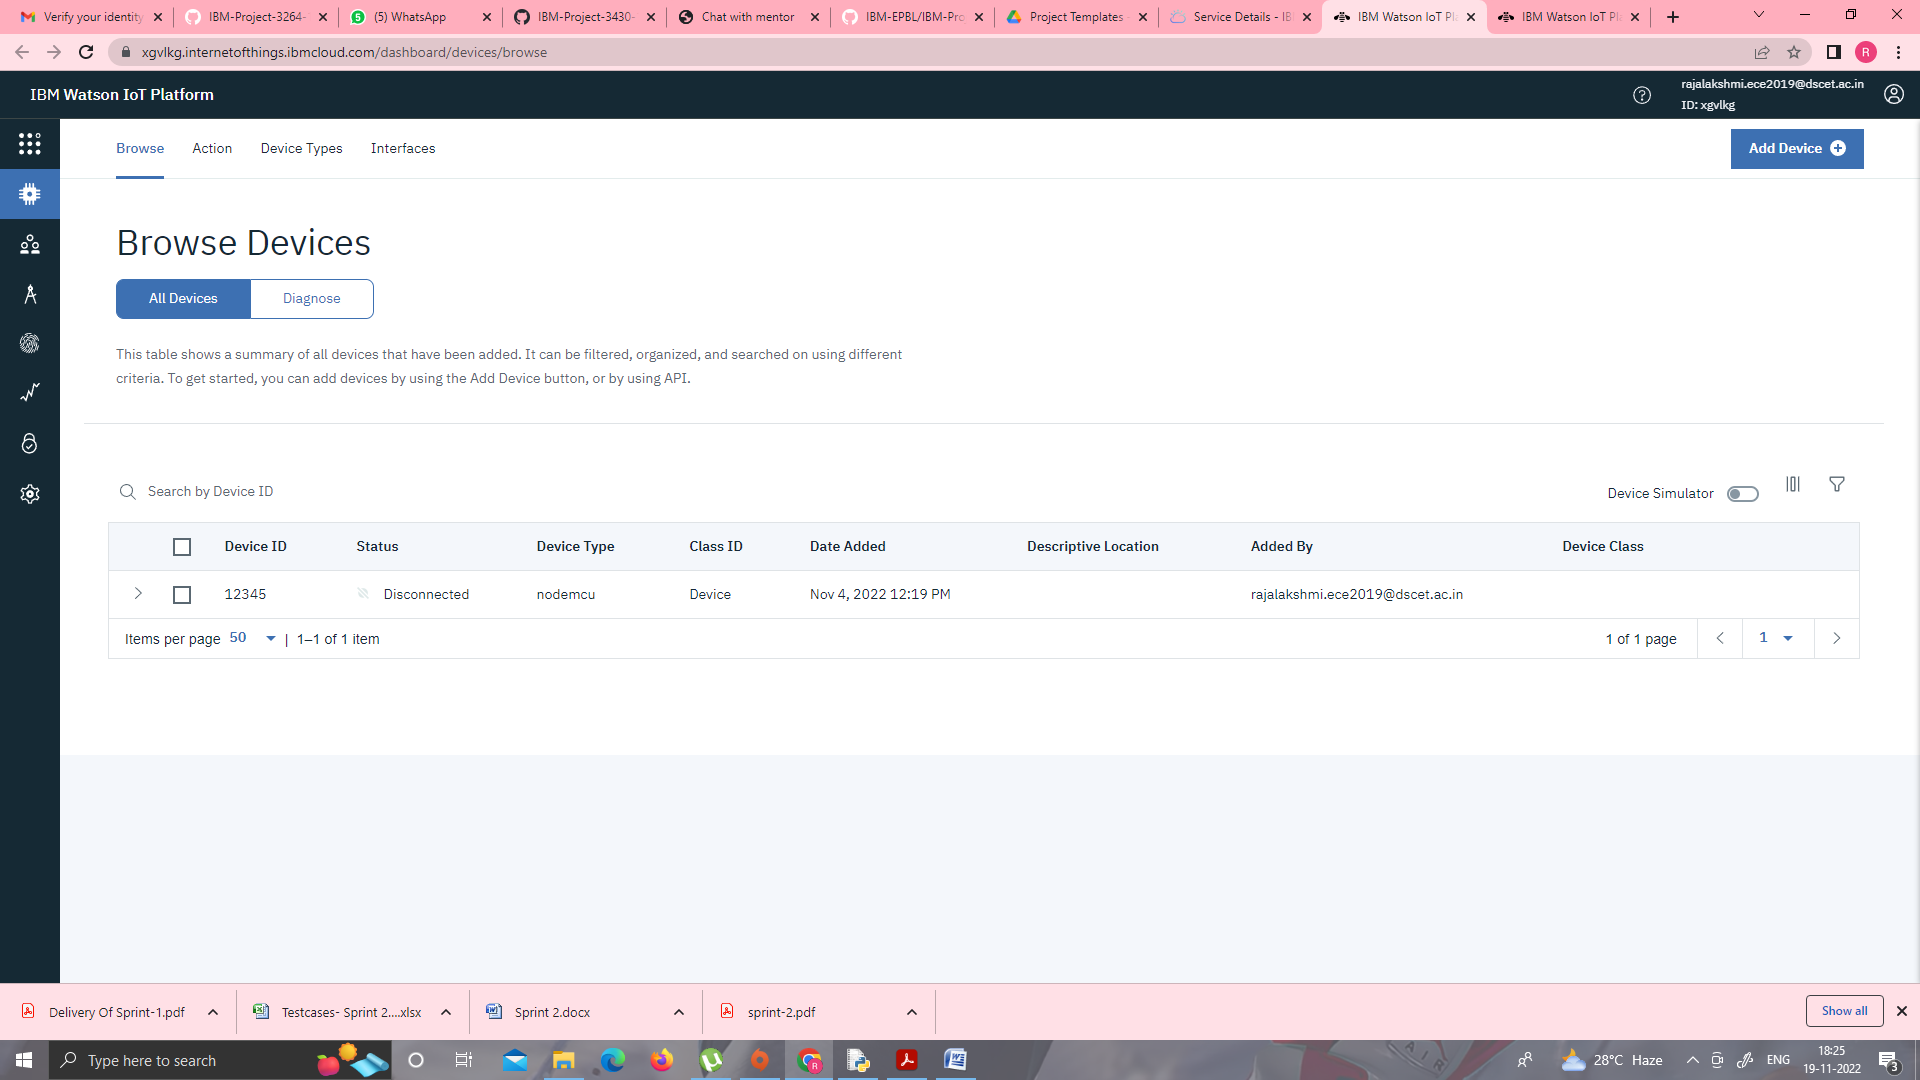 Verify your identity
IBM-Project-3264-
(5) WhatsApp
IBM-Project-3430-
Chat with mentor
IBM-EPBL/IBM-Pro
Project Templates
Service Details - IB
IBM Watson IoT Pl
IBM Watson IoT Pl
xgvlkg.internetofthings.ibmcloud.com/dashboard/devices/browse
R
IBM Watson IoT Platform
rajalakshmi.ece2019@dscet.ac.in
ID: xgvlkg
Browse Action Device Types Interfaces
Add Device
Browse Devices
All Devices Diagnose
This table shows a summary of all devices that have been added. It can be filtered, organized, and searched on using different
criteria. To get started, you can add devices by using the Add Device button, or by using API.
Search by Device ID
Device Simulator
Device ID Status Device Type Class ID Date Added Descriptive Location Added By Device Class
12345 Disconnected nodemcu Device Nov 4, 2022 12:19 PM rajalakshmi.ece2019@dscet.ac.in
Items per page 50 | 1–1 of 1 item
1 of 1 page 1
Delivery Of Sprint-1.pdf
Testcases- Sprint 2....xlsx
Sprint 2.docx
sprint-2.pdf
Show all
Type here to search
28°C Haze
ENG
18:25
19-11-2022
3